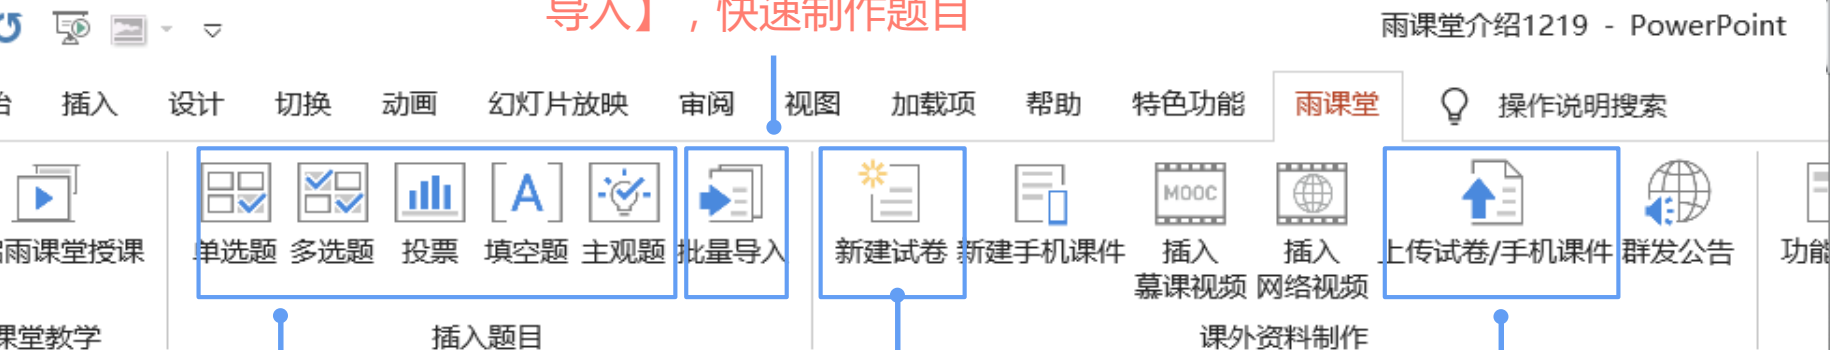 导入】，快速制作题目
雨课堂介绍1219 - PowerPoint
插入 设计 切换 动画 幻灯片放映 审阅 视图 加载项 帮助 特色功能 雨课堂 操作说明搜索
A MOOC
雨课堂授课 单选题 多选题 投票 填空题 主观题 批量导入 新建试卷 新建手机课件 插入 插入 上传试卷/手机课件 群发公告 功能
慕课视频 网络视频
课堂教学 插入题目 课外资料制作